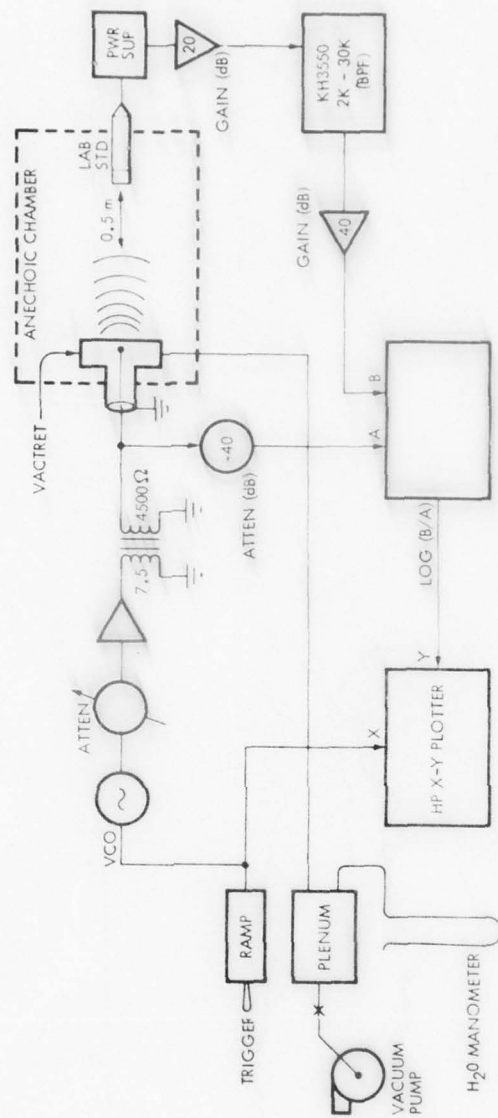 ANECHOIC CHAMBER
VACTRET
LAB
STD
PWR
SUP
0.5 m
20
GAIN (dB)
KH3550
2K - 30K
(BPF)
GAIN (dB)
40
VCO
ATTEN
7.5
4500Ω
-40
ATTEN (dB)
A
B
LOG (B/A)
TRIGGER
RAMP
X
Y
HP X-Y PLOTTER
PLENUM
VACUUM
PUMP
H₂O MANOMETER